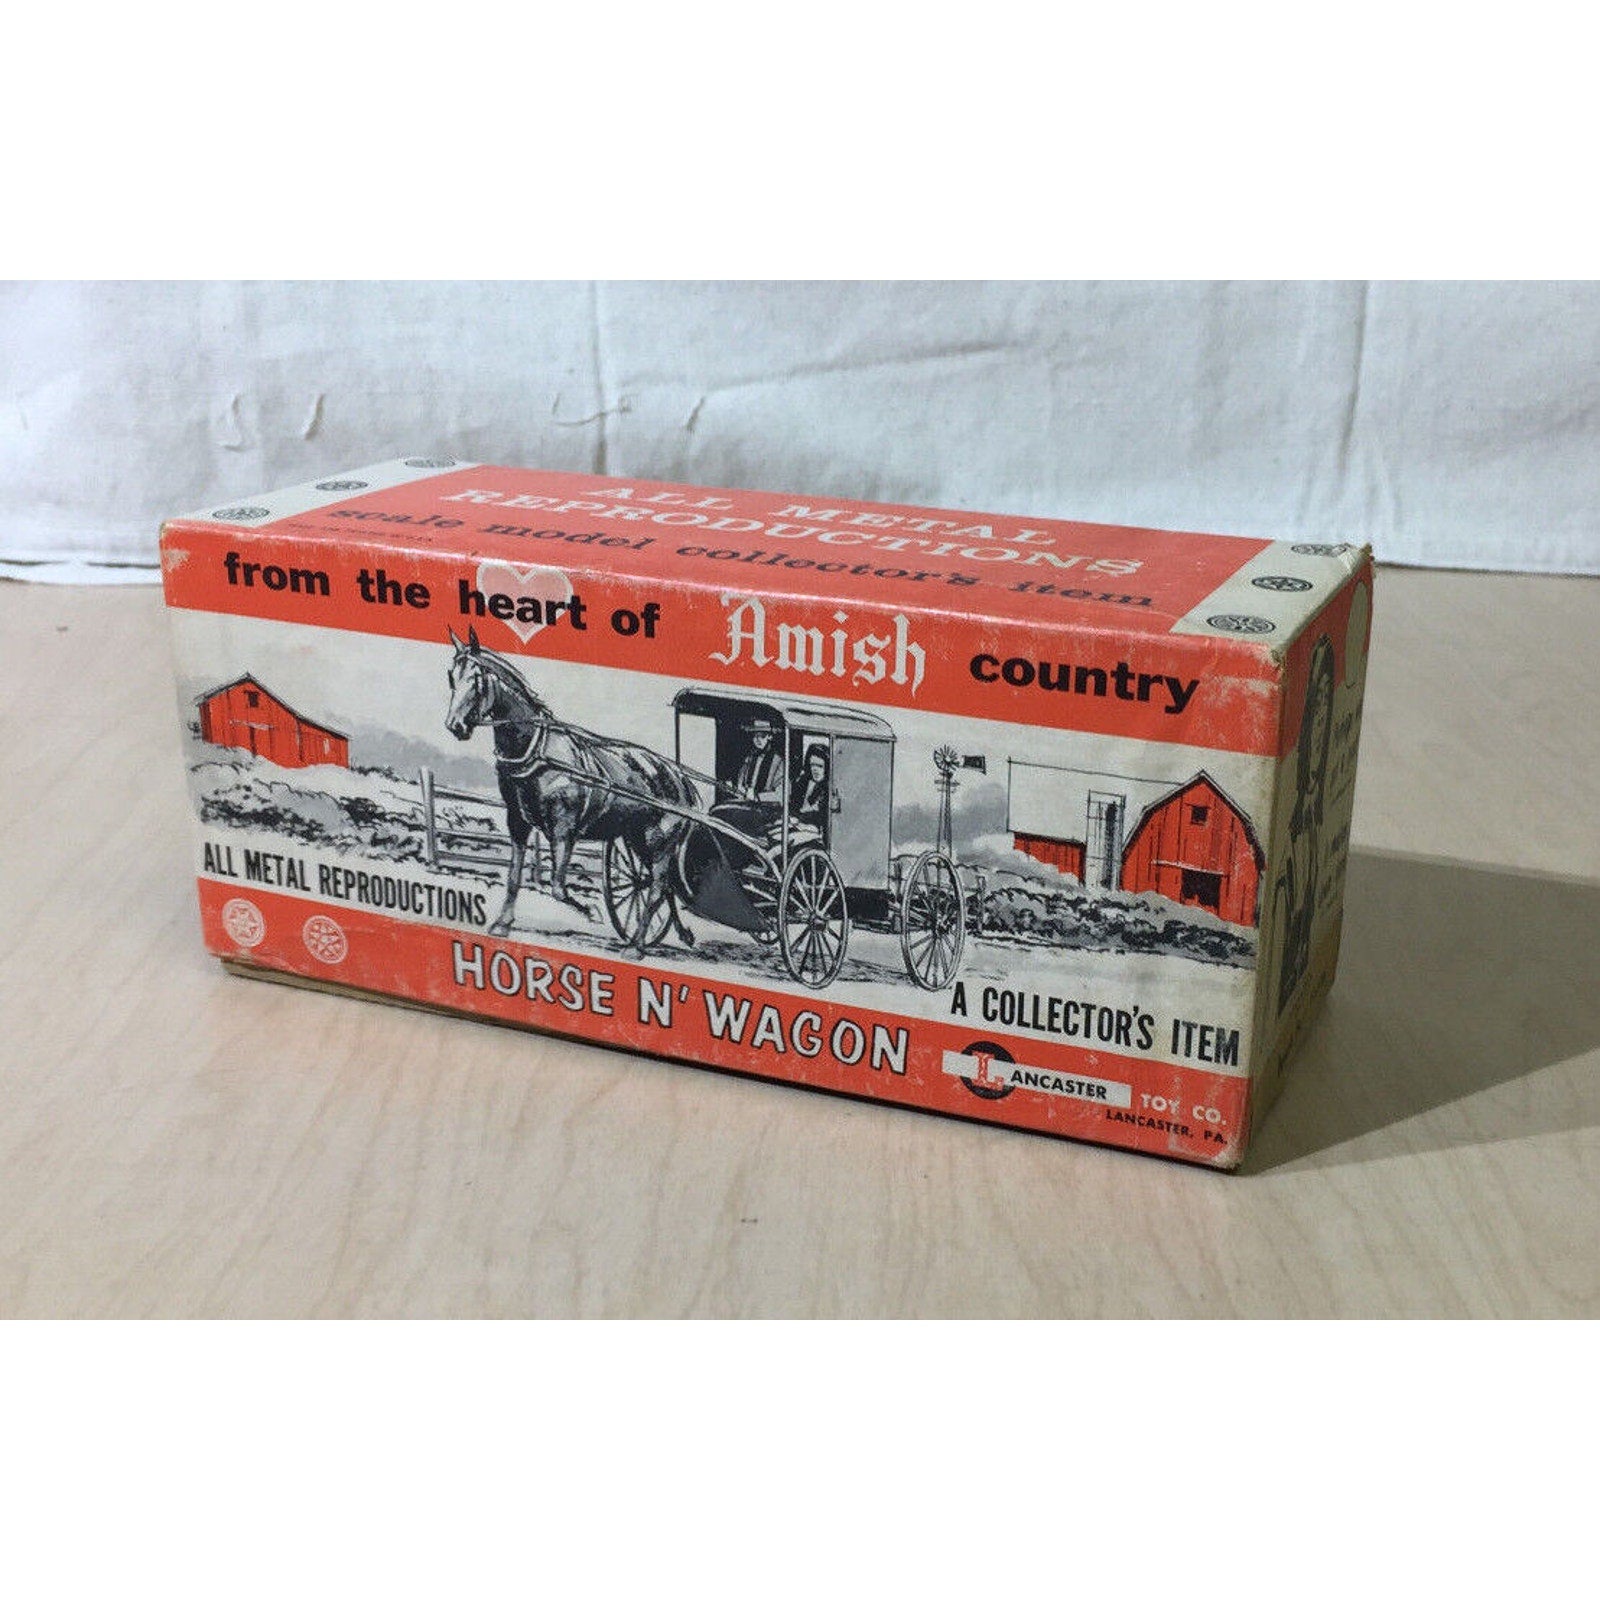 ALL METAL
REPRODUCTIONS
scale model collector's item
from the heart of Amish country
ALL METAL REPRODUCTIONS
HORSE N' WAGON
A COLLECTOR'S ITEM
LANCASTER TOY CO.
LANCASTER, PA.